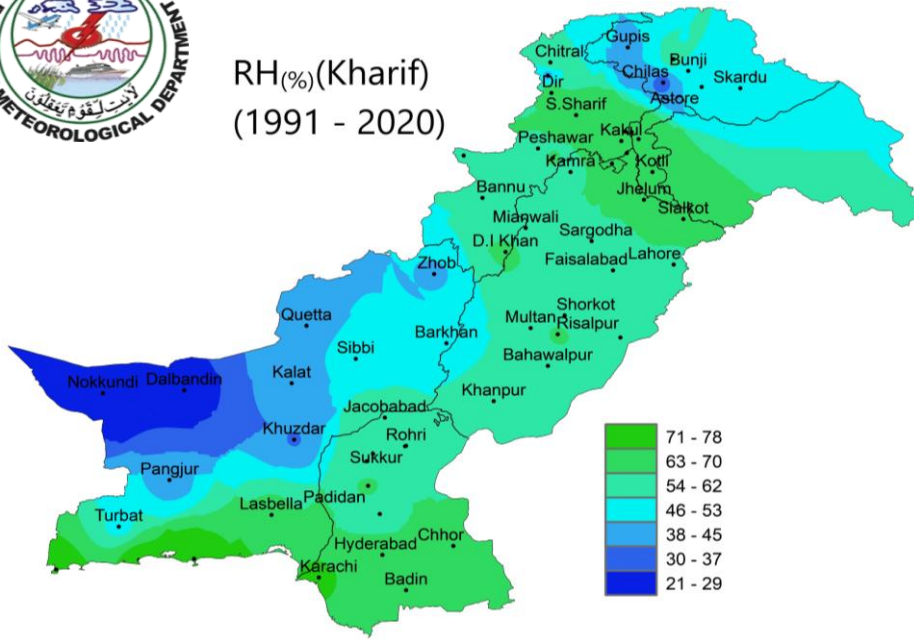 METEOROLOGICAL DEPARTMENT
RH(%)(Kharif)
(1991 - 2020)
Gupis
Chitral
Bunji
Chilas
Skardu
Dir
Astore
S.Sharif
Peshawar
Kakul
Kamra
Kotli
Bannu
Jhelum
Mianwali
Sialkot
D.I Khan
Sargodha
Zhob
Faisalabad
Lahore
Quetta
Multan
Shorkot
Risalpur
Sibbi
Barkhan
Bahawalpur
Nokkundi
Dalbandin
Kalat
Khanpur
Jacobabad
Khuzdar
Rohri
Sukkur
Pangjur
Lasbella
Padidan
Turbat
Hyderabad
Chhor
Karachi
Badin
71 - 78
63 - 70
54 - 62
46 - 53
38 - 45
30 - 37
21 - 29